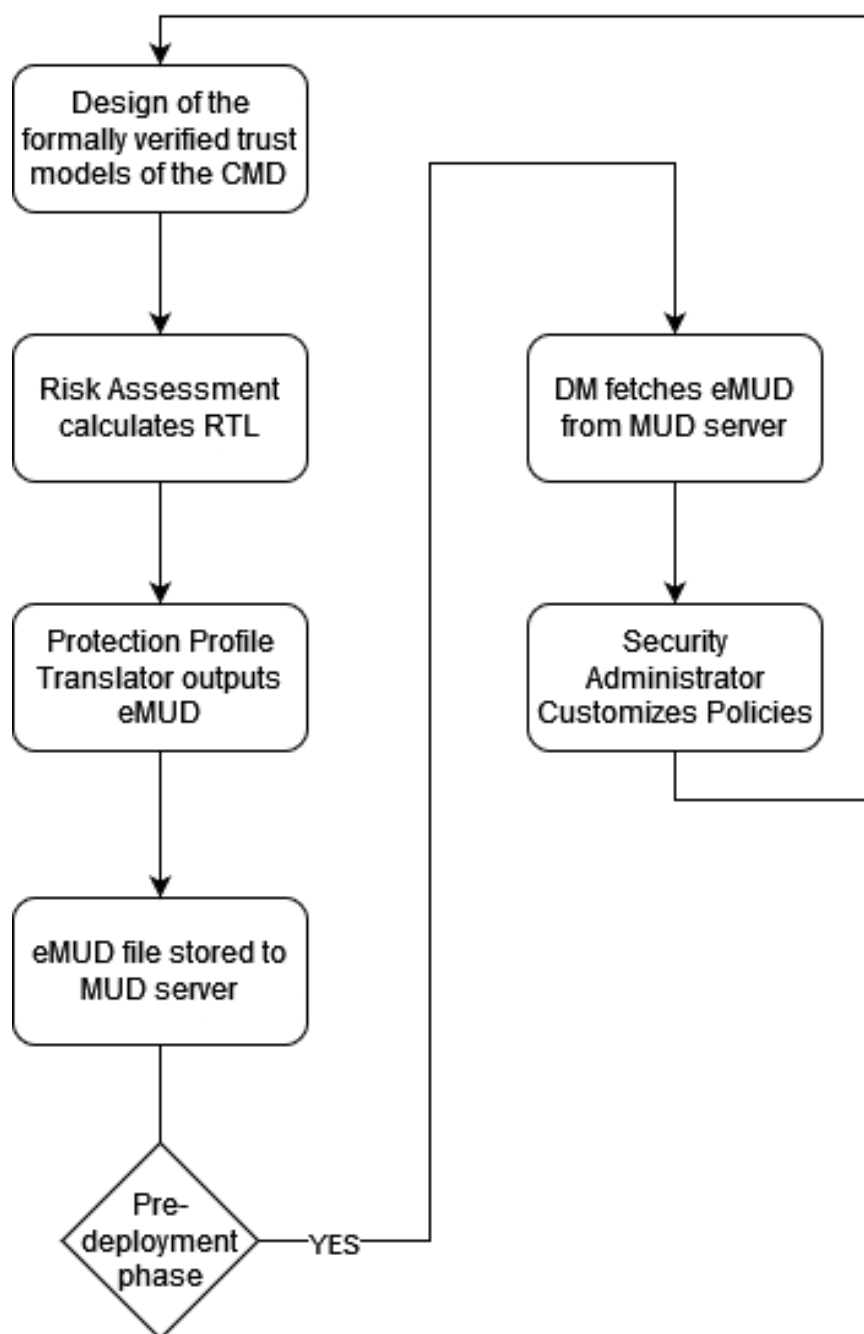 Design of the
formally verified trust
models of the CMD
Risk Assessment
calculates RTL
Protection Profile
Translator outputs
eMUD
eMUD file stored to
MUD server
Pre-
deployment
phase
YES
DM fetches eMUD
from MUD server
Security
Administrator
Customizes Policies